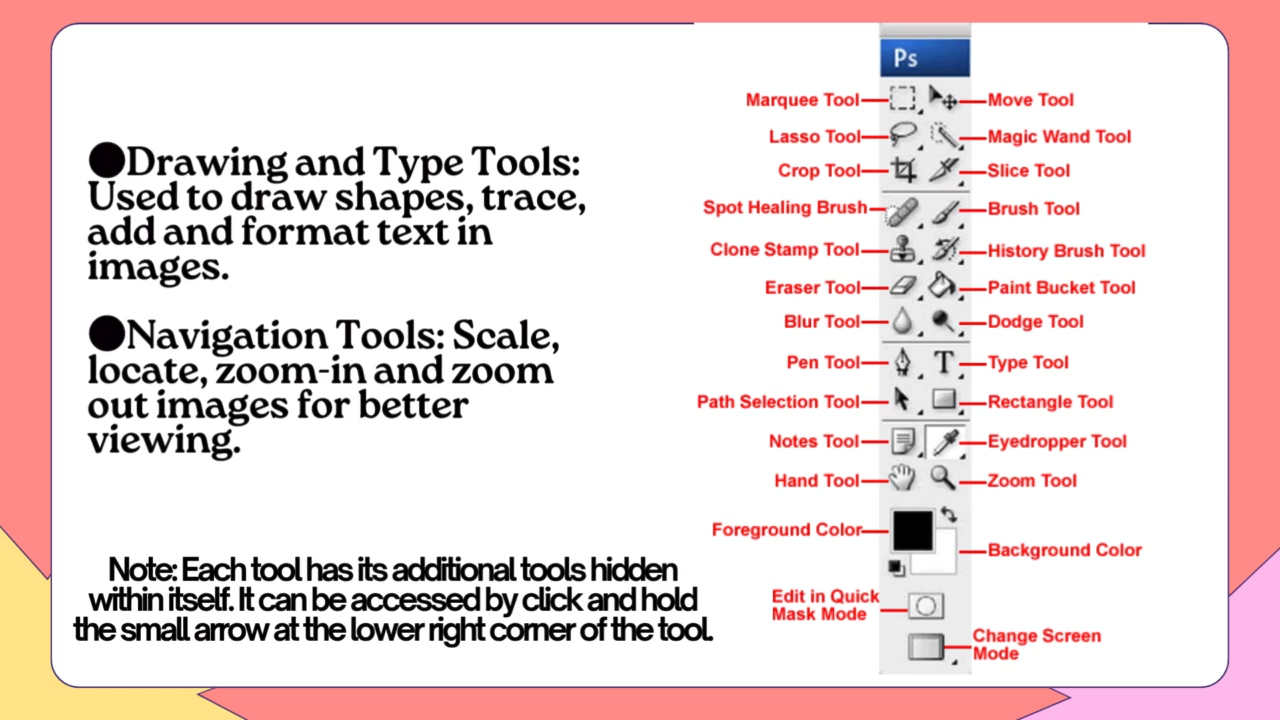 ●Drawing and Type Tools:
Used to draw shapes, trace,
add and format text in
images.
●Navigation Tools: Scale,
locate, zoom-in and zoom
out images for better
viewing.
Note: Each tool has its additional tools hidden
within itself. It can be accessed by click and hold
the small arrow at the lower right corner of the tool.
Ps
Marquee Tool
Move Tool
Lasso Tool
Magic Wand Tool
Crop Tool
Slice Tool
Spot Healing Brush
Brush Tool
Clone Stamp Tool
History Brush Tool
Eraser Tool
Paint Bucket Tool
Blur Tool
Dodge Tool
Pen Tool
T
Type Tool
Path Selection Tool
Rectangle Tool
Notes Tool
Eyedropper Tool
Hand Tool
Zoom Tool
Foreground Color
Background Color
Edit in Quick
Mask Mode
Change Screen
Mode